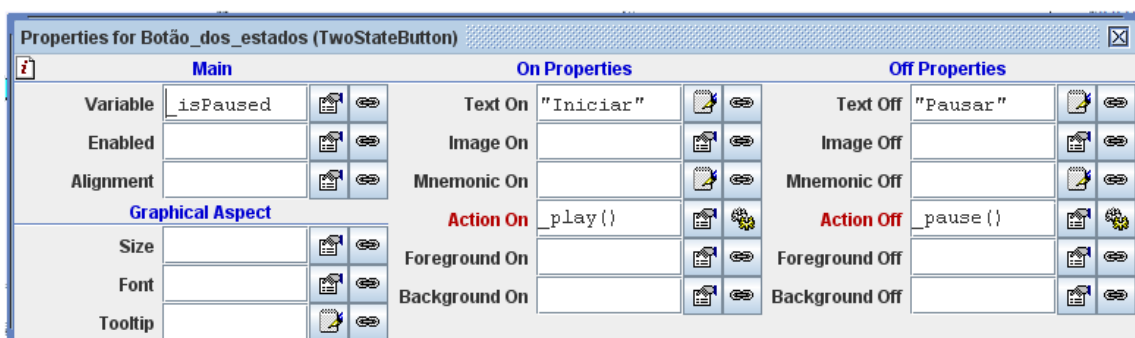 Properties for Botão_dos_estados (TwoStateButton)
Main
Variable _isPaused
Enabled
Alignment
Graphical Aspect
Size
Font
Tooltip
On Properties
Text On "Iniciar"
Image On
Mnemonic On
Action On _play()
Foreground On
Background On
Off Properties
Text Off "Pausar"
Image Off
Mnemonic Off
Action Off _pause()
Foreground Off
Background Off